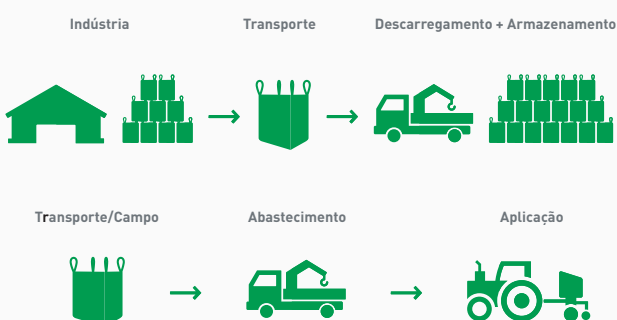 Indústria
Transporte
Descarregamento + Armazenamento
Transporte/Campo
Abastecimento
Aplicação